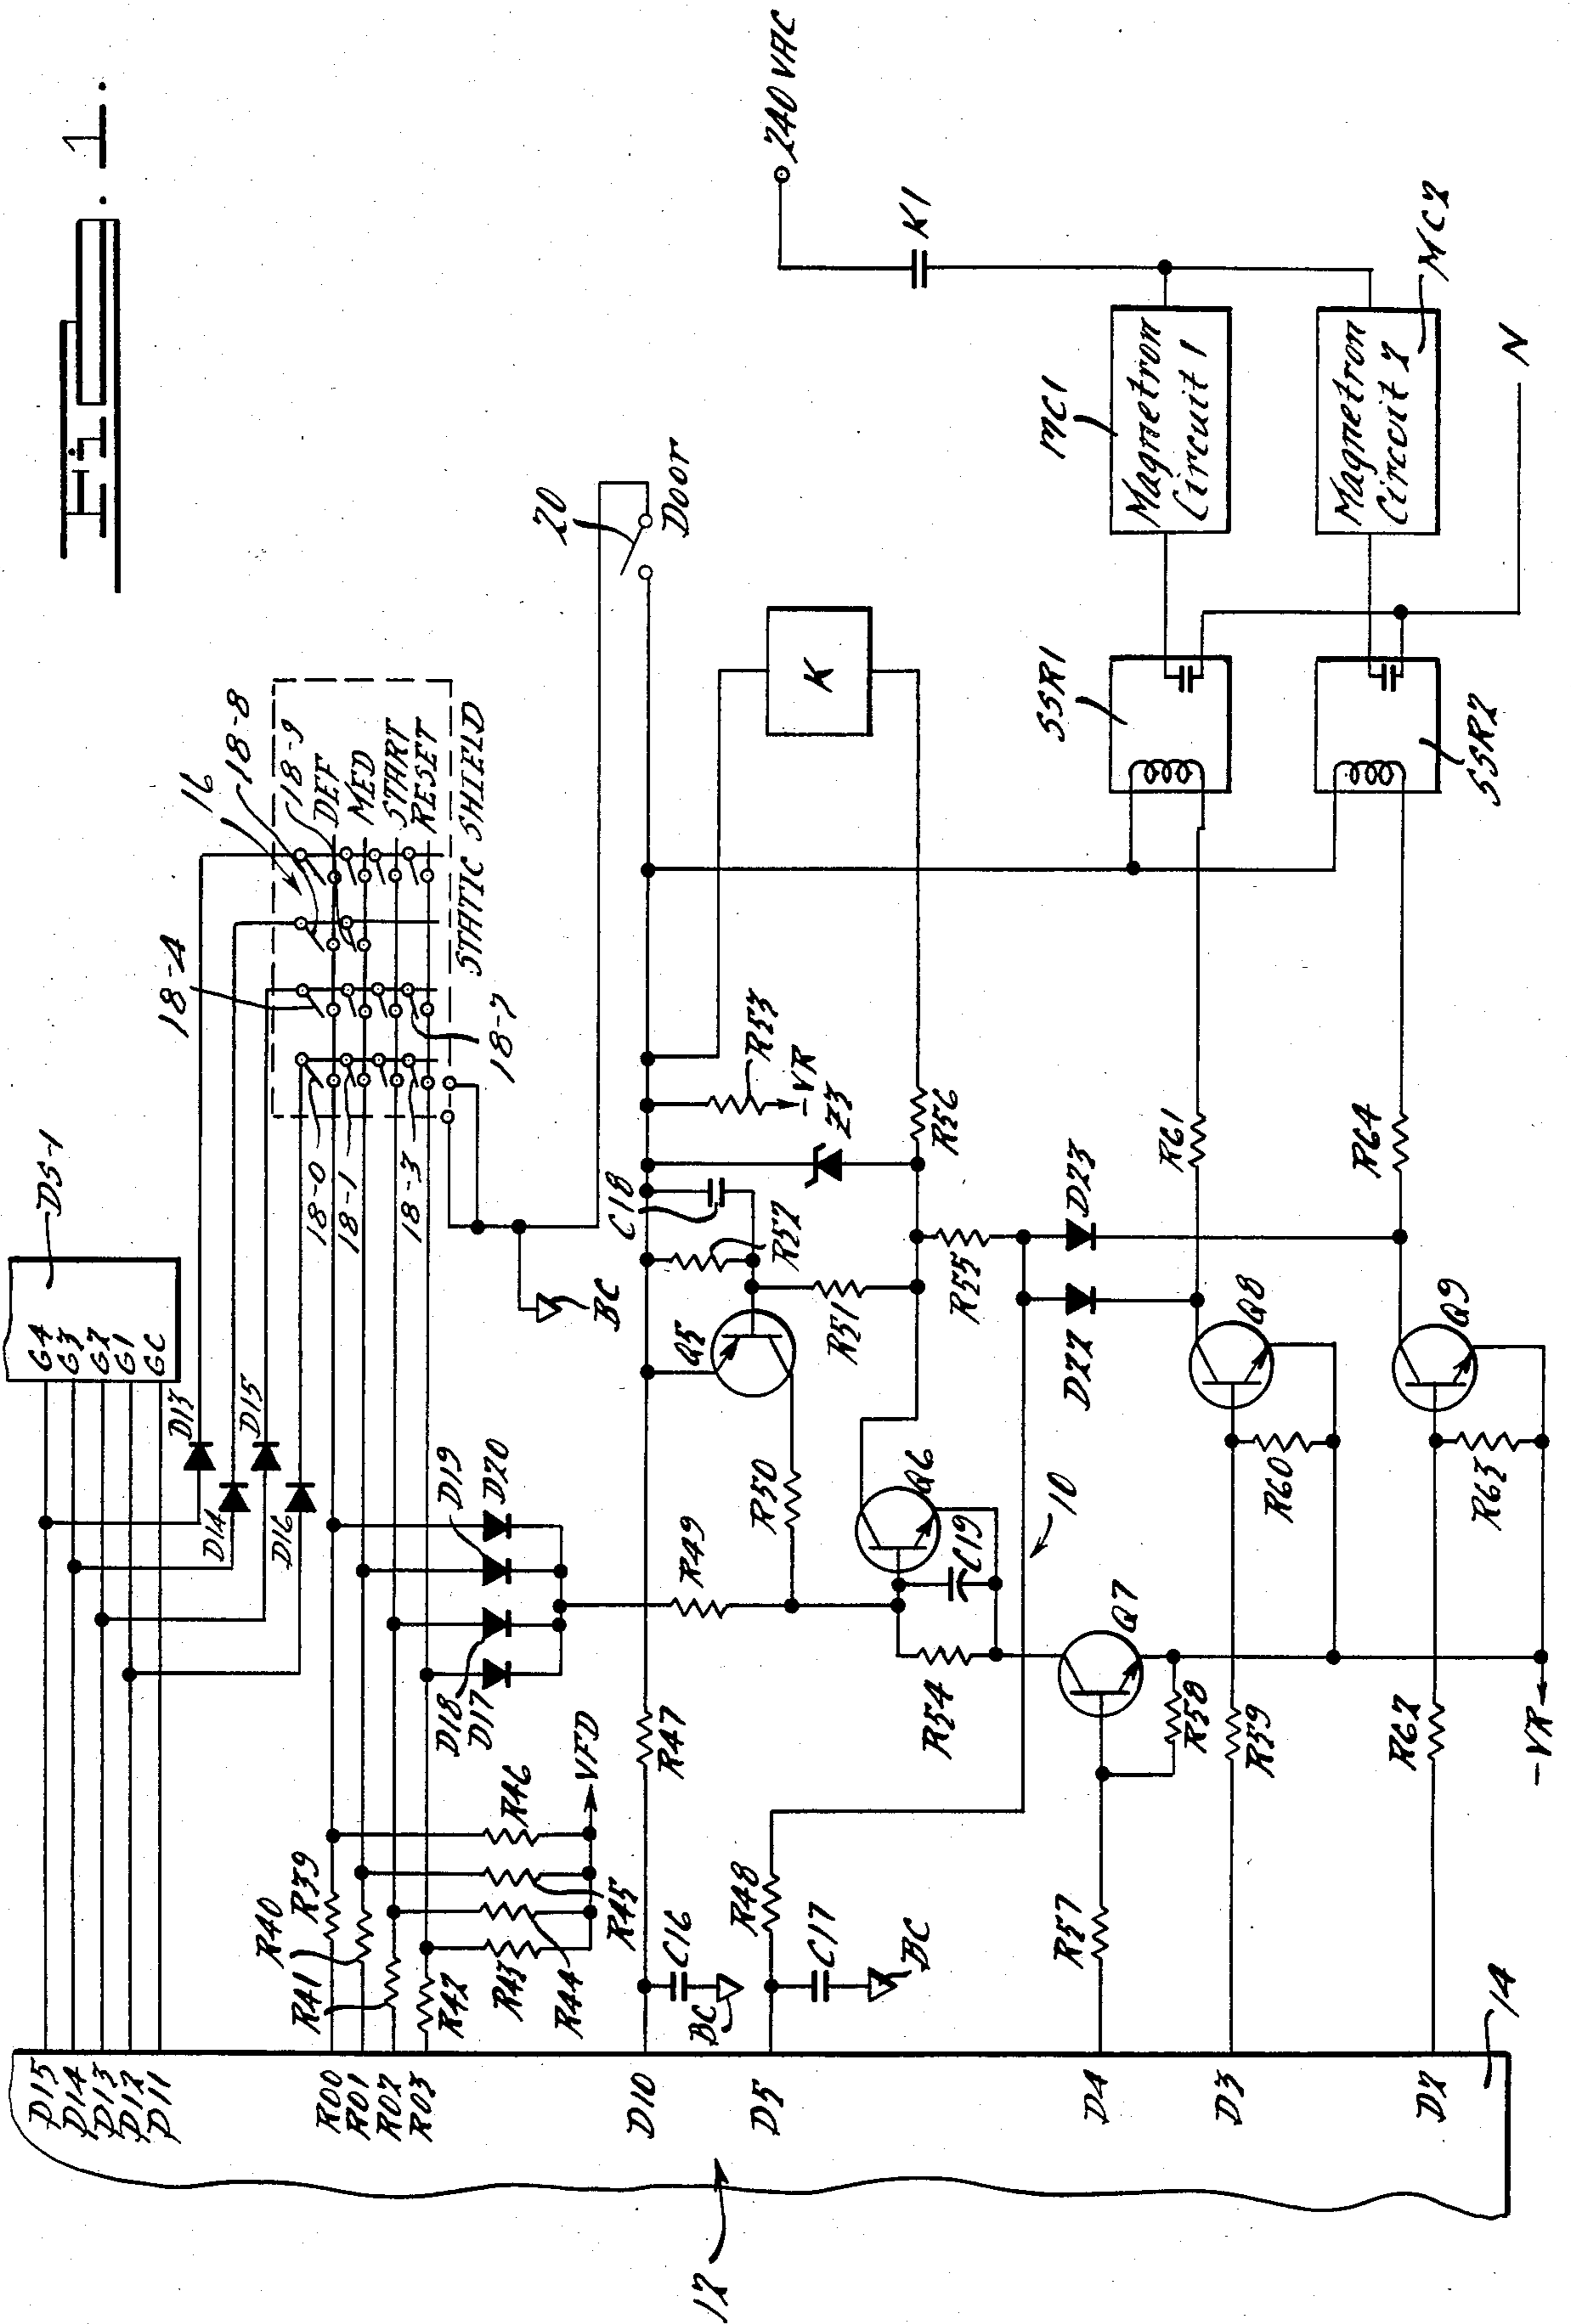 Fig. 1.
DS-1
G4
G3
G2
G1
GC
D13
D14
D15
D16
16
18-8
18-9
18-4
DEF
MED
START
RESET
STATIC SHIELD
18-0
18-1
18-3
18-7
D15
D14
D13
D12
D11
R00
R01
R02
R03
R40
R39
R41
R42
R43
R44
R45
R46
VFD
D18
D17
D19
D20
20
DOOR
BC
D10
R47
C16
BC
R49
R50
Q5
R52
C18
R53
-VR
Z3
R51
K
D5
R48
C17
BC
Q6
C19
R54
R55
R56
10
D22
D23
D4
R57
R58
Q7
D3
R59
R60
Q8
R61
D2
R62
R63
Q9
R64
-VR
SSR1
SSR2
MC1
Magnetron
Circuit 1
Magnetron
Circuit 2
MC2
K1
240 VAC
N
12
14